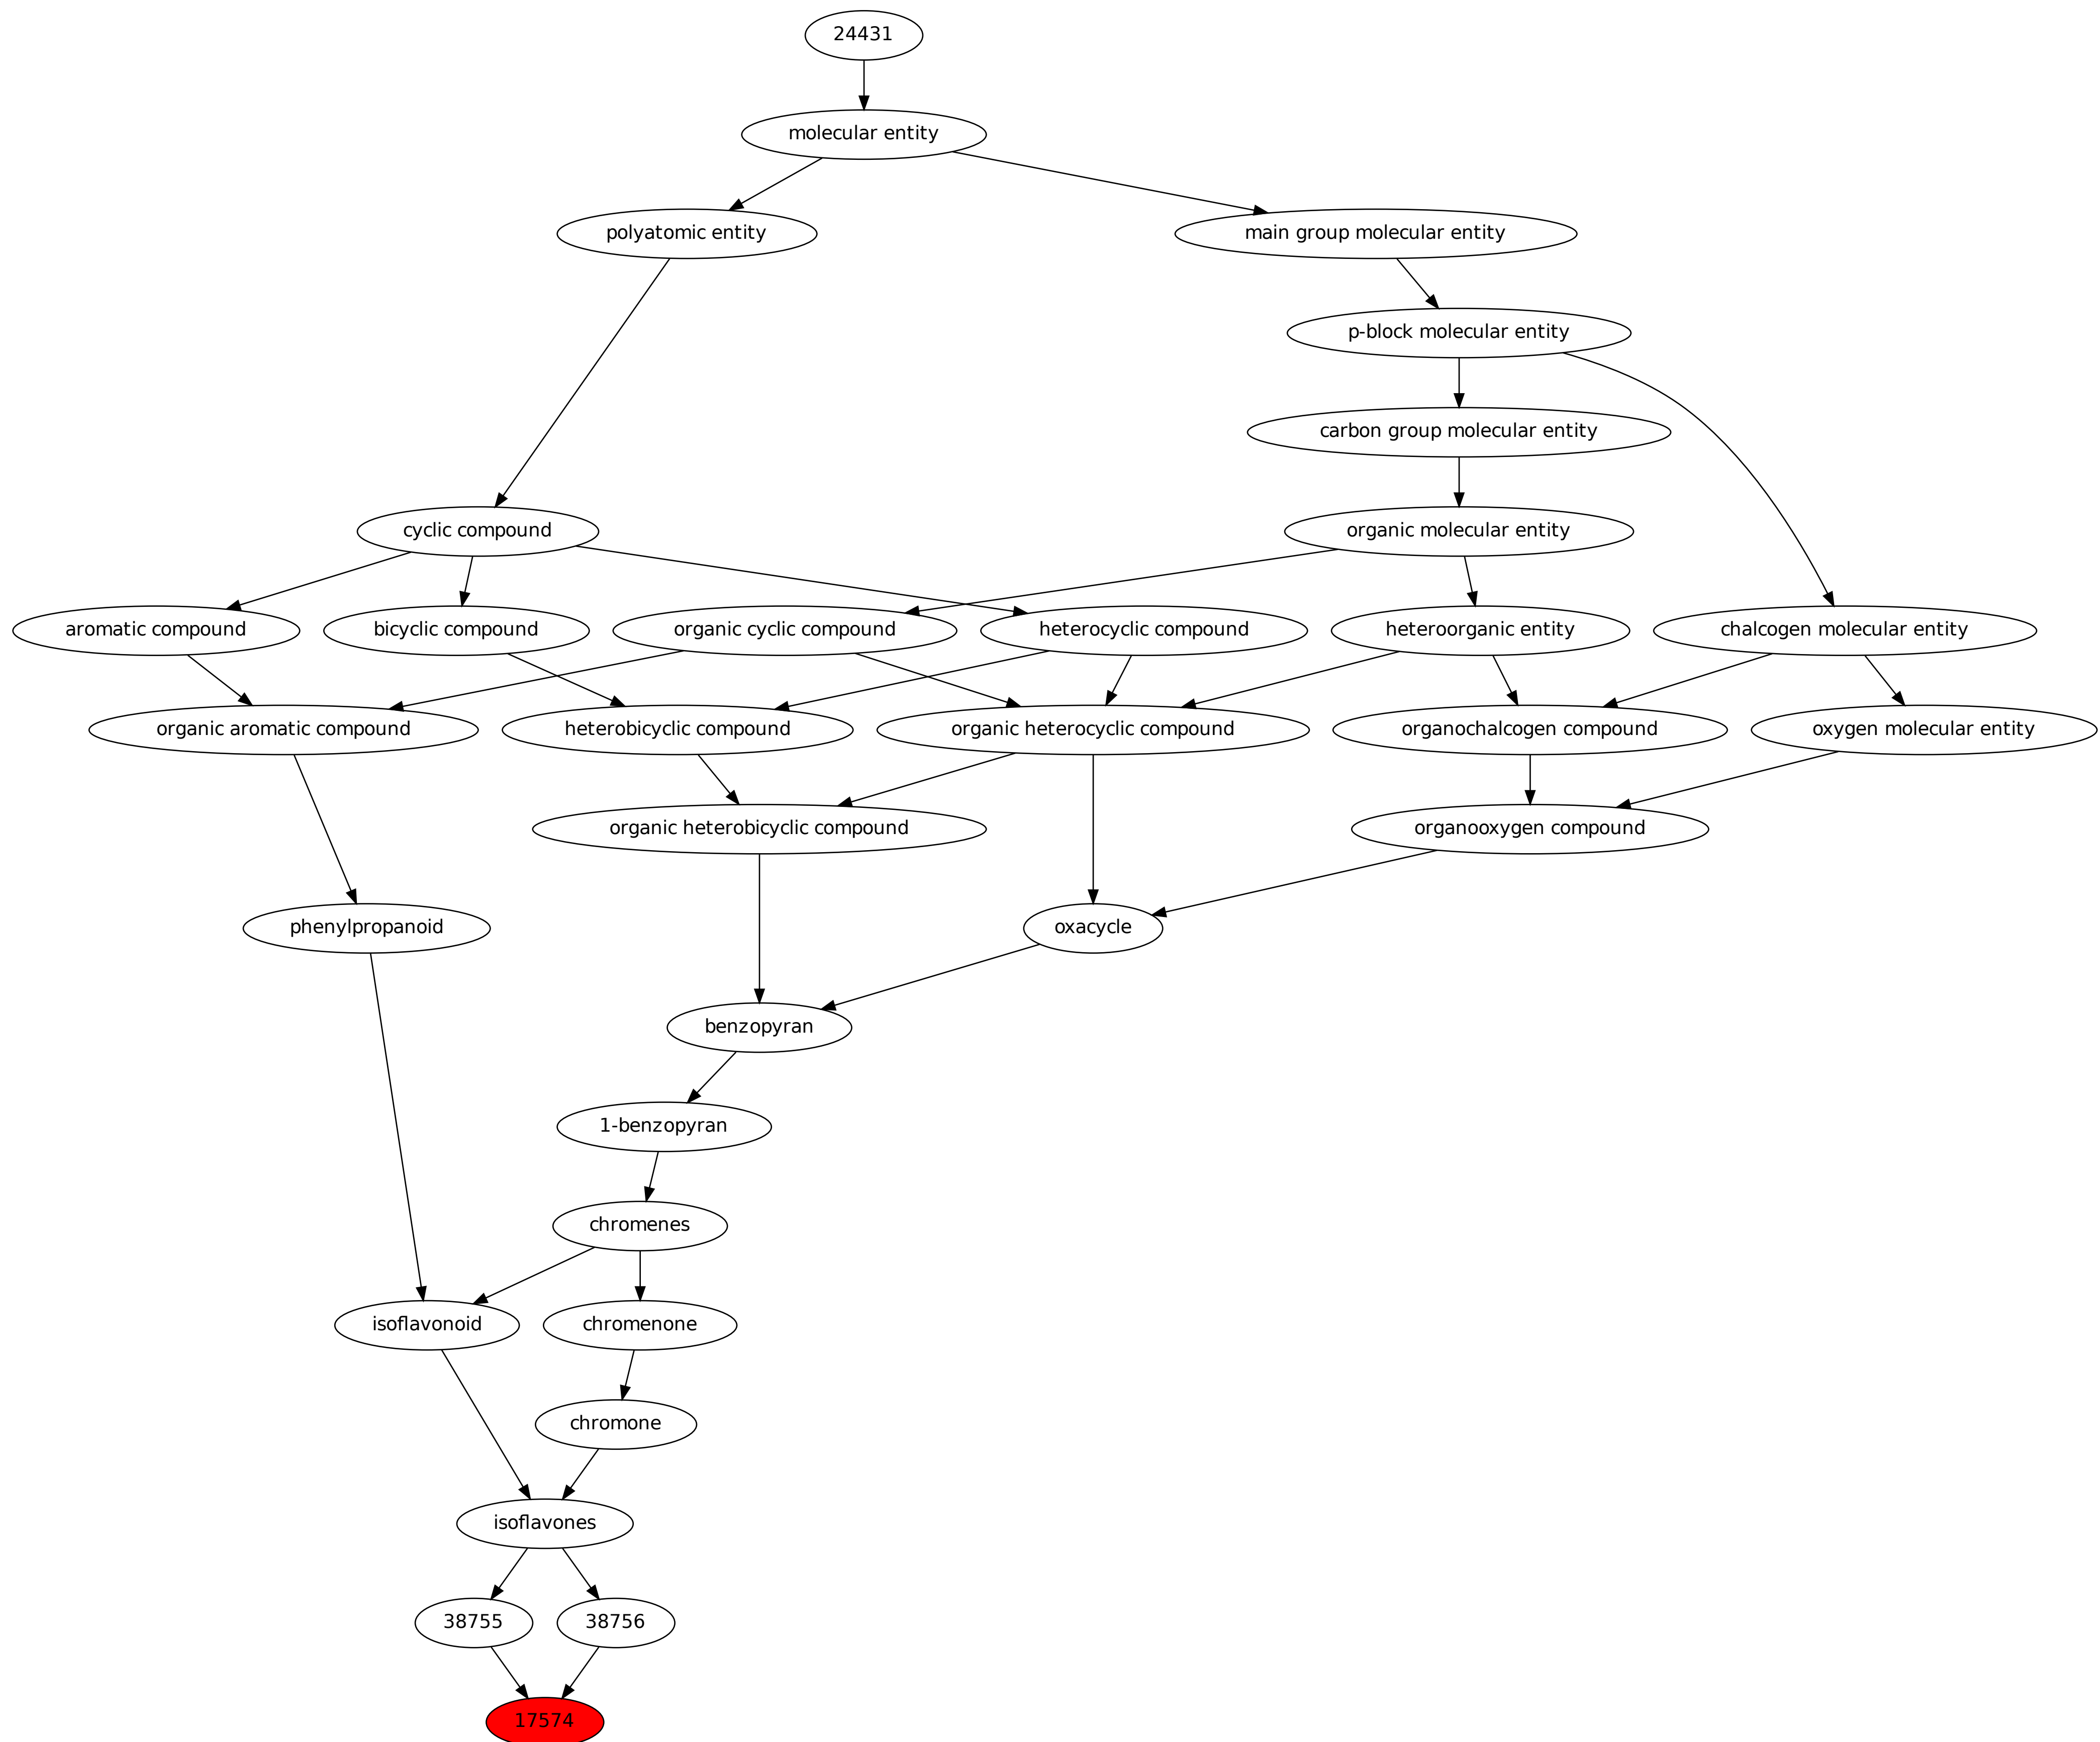 24431
molecular entity
polyatomic entity
main group molecular entity
p-block molecular entity
carbon group molecular entity
cyclic compound
organic molecular entity
aromatic compound
bicyclic compound
organic cyclic compound
heterocyclic compound
heteroorganic entity
chalcogen molecular entity
organic aromatic compound
heterobicyclic compound
organic heterocyclic compound
organochalcogen compound
oxygen molecular entity
organic heterobicyclic compound
organooxygen compound
phenylpropanoid
oxacycle
benzopyran
1-benzopyran
chromenes
isoflavonoid
chromenone
chromone
isoflavones
38755
38756
17574